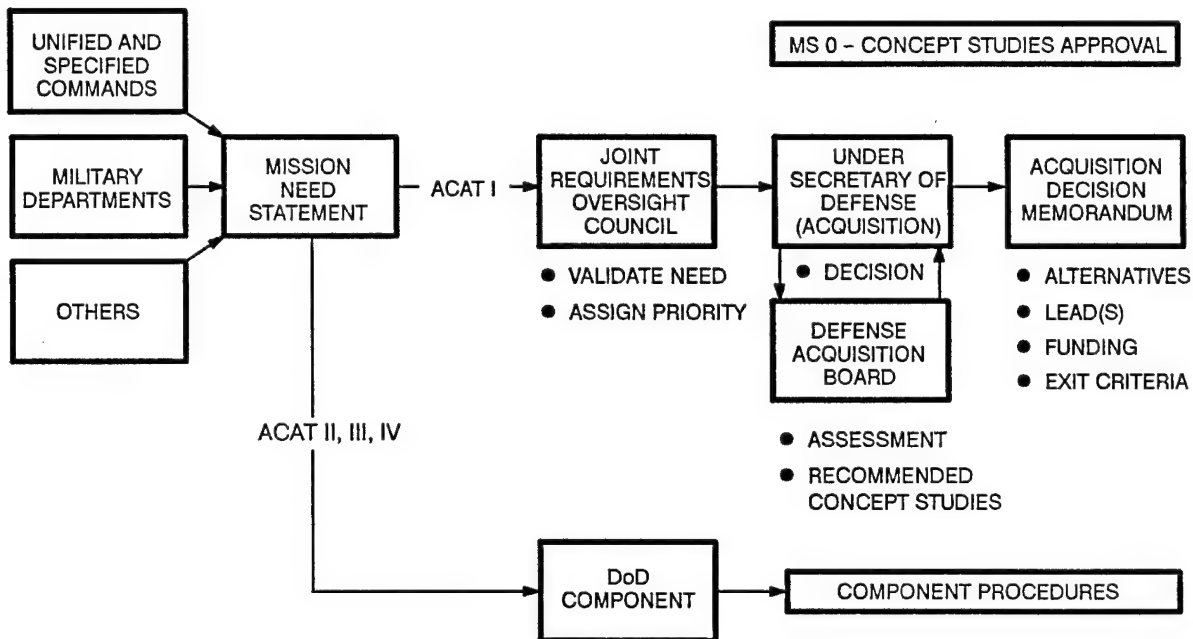 UNIFIED AND
SPECIFIED
COMMANDS
MS 0 – CONCEPT STUDIES APPROVAL
MILITARY
DEPARTMENTS
MISSION
NEED
STATEMENT
ACAT I
JOINT
REQUIREMENTS
OVERSIGHT
COUNCIL
UNDER
SECRETARY OF
DEFENSE
(ACQUISITION)
ACQUISITION
DECISION
MEMORANDUM
OTHERS
● VALIDATE NEED
● ASSIGN PRIORITY
● DECISION
DEFENSE
ACQUISITION
BOARD
● ALTERNATIVES
● LEAD(S)
● FUNDING
● EXIT CRITERIA
ACAT II, III, IV
● ASSESSMENT
● RECOMMENDED
CONCEPT STUDIES
DoD
COMPONENT
COMPONENT PROCEDURES